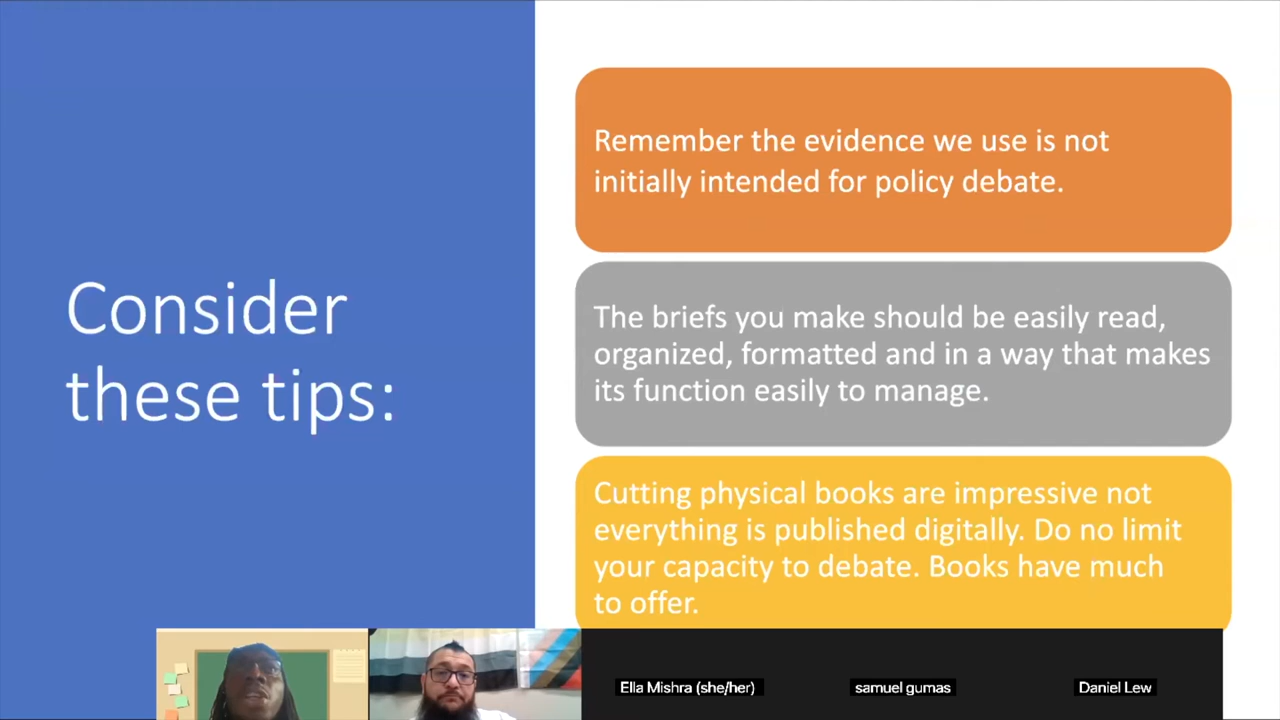 Consider
these tips:
Remember the evidence we use is not
initially intended for policy debate.
The briefs you make should be easily read,
organized, formatted and in a way that makes
its function easily to manage.
Cutting physical books are impressive not
everything is published digitally. Do no limit
your capacity to debate. Books have much
to offer.
Ella Mishra (she/her)
samuel gumas
Daniel Lew